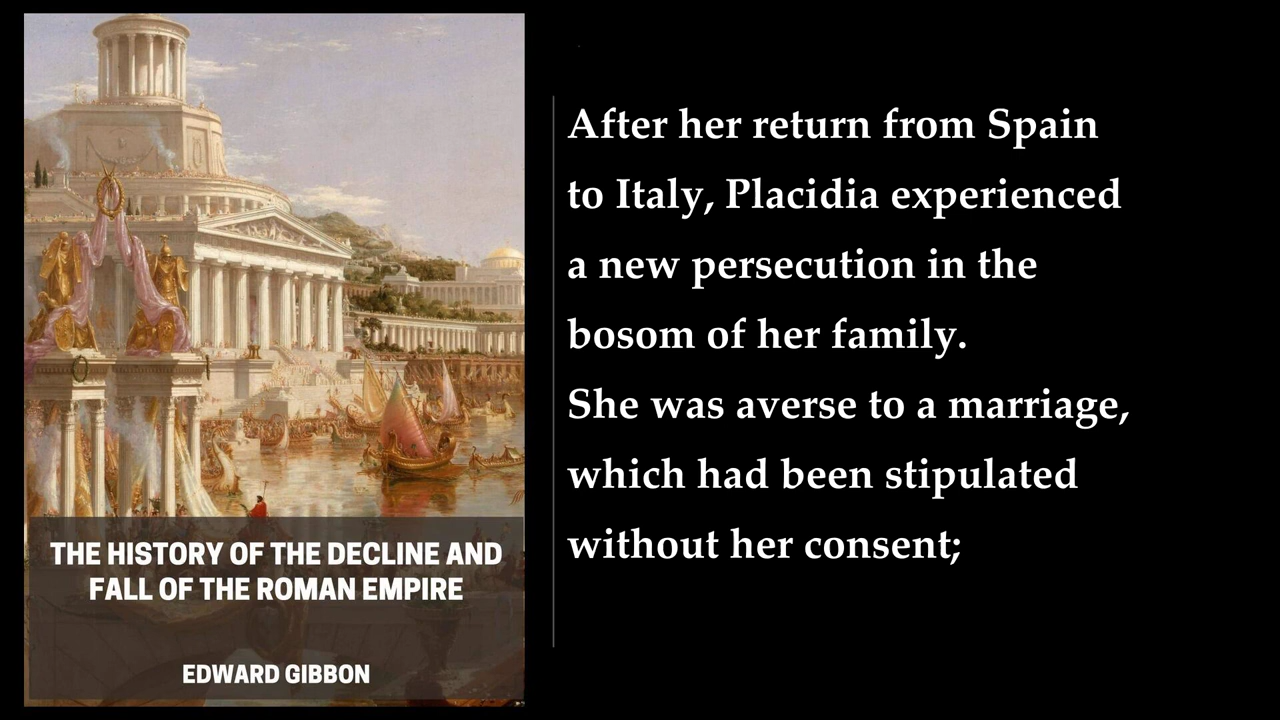 THE HISTORY OF THE DECLINE AND
FALL OF THE ROMAN EMPIRE
EDWARD GIBBON
After her return from Spain
to Italy, Placidia experienced
a new persecution in the
bosom of her family.
She was averse to a marriage,
which had been stipulated
without her consent;